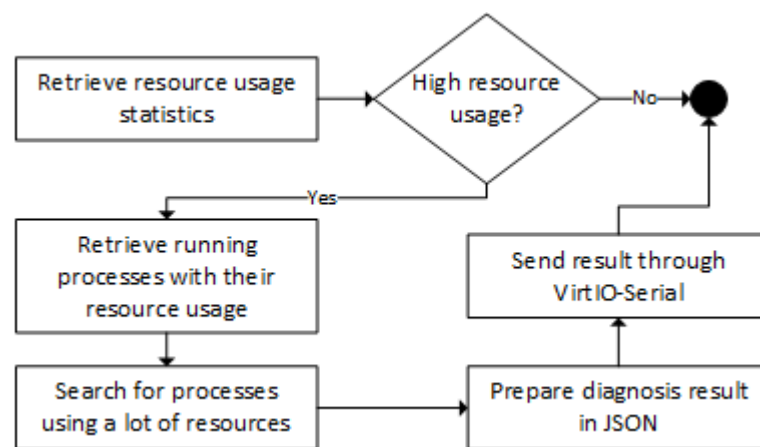 Retrieve resource usage
statistics
High resource
usage?
No
Yes
Retrieve running
processes with their
resource usage
Search for processes
using a lot of resources
Prepare diagnosis result
in JSON
Send result through
VirtIO-Serial